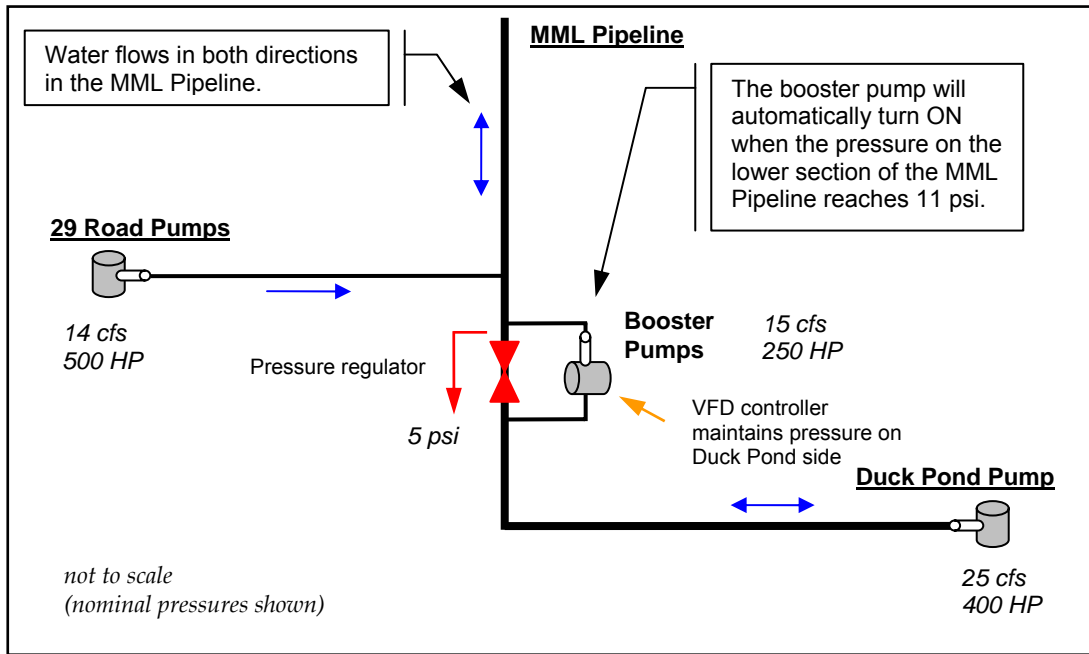 MML Pipeline
Water flows in both directions
in the MML Pipeline.
The booster pump will
automatically turn ON
when the pressure on the
lower section of the MML
Pipeline reaches 11 psi.
29 Road Pumps
14 cfs
500 HP
Booster
Pumps
15 cfs
250 HP
Pressure regulator
5 psi
VFD controller
maintains pressure on
Duck Pond side
Duck Pond Pump
25 cfs
400 HP
not to scale
(nominal pressures shown)